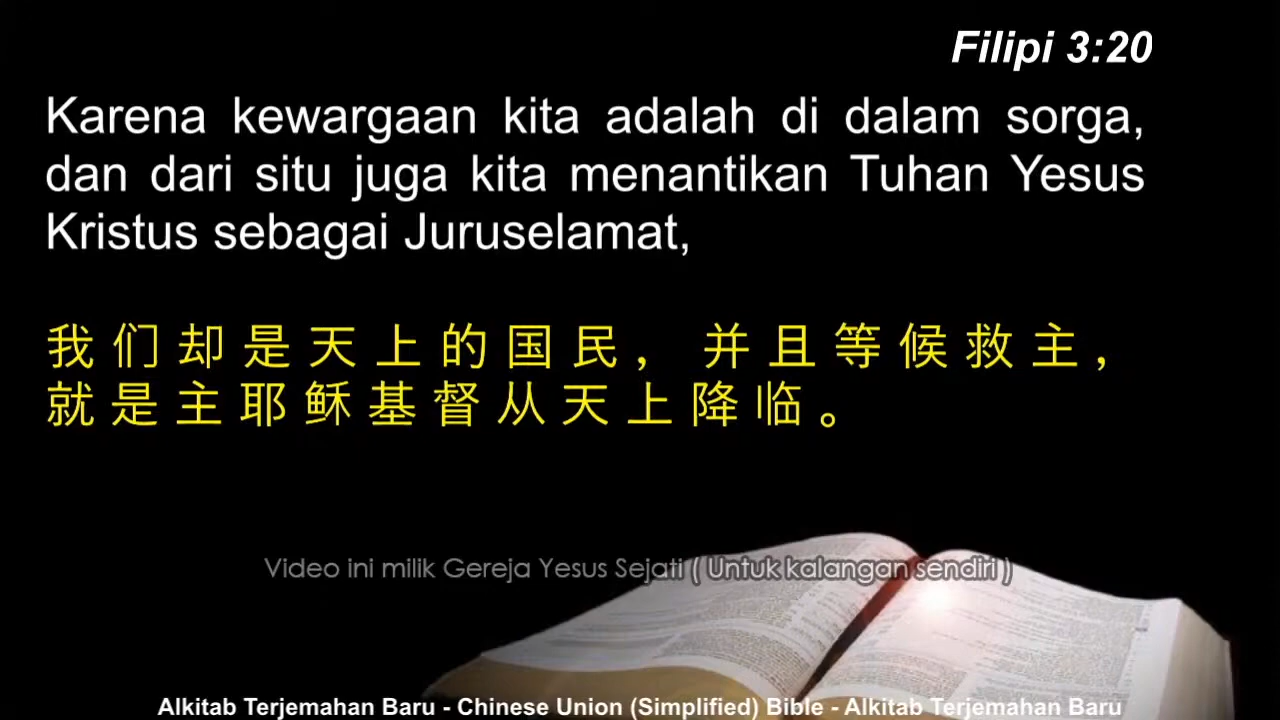 Filipi 3:20
Karena kewargaan kita adalah di dalam sorga,
dan dari situ juga kita menantikan Tuhan Yesus
Kristus sebagai Juruselamat,
我们却是天上的国民，并且等候救主，
就是主耶稣基督从天上降临。
Video ini milik Gereja Yesus Sejati ( Untuk kalangan sendiri )
Alkitab Terjemahan Baru - Chinese Union (Simplified) Bible - Alkitab Terjemahan Baru